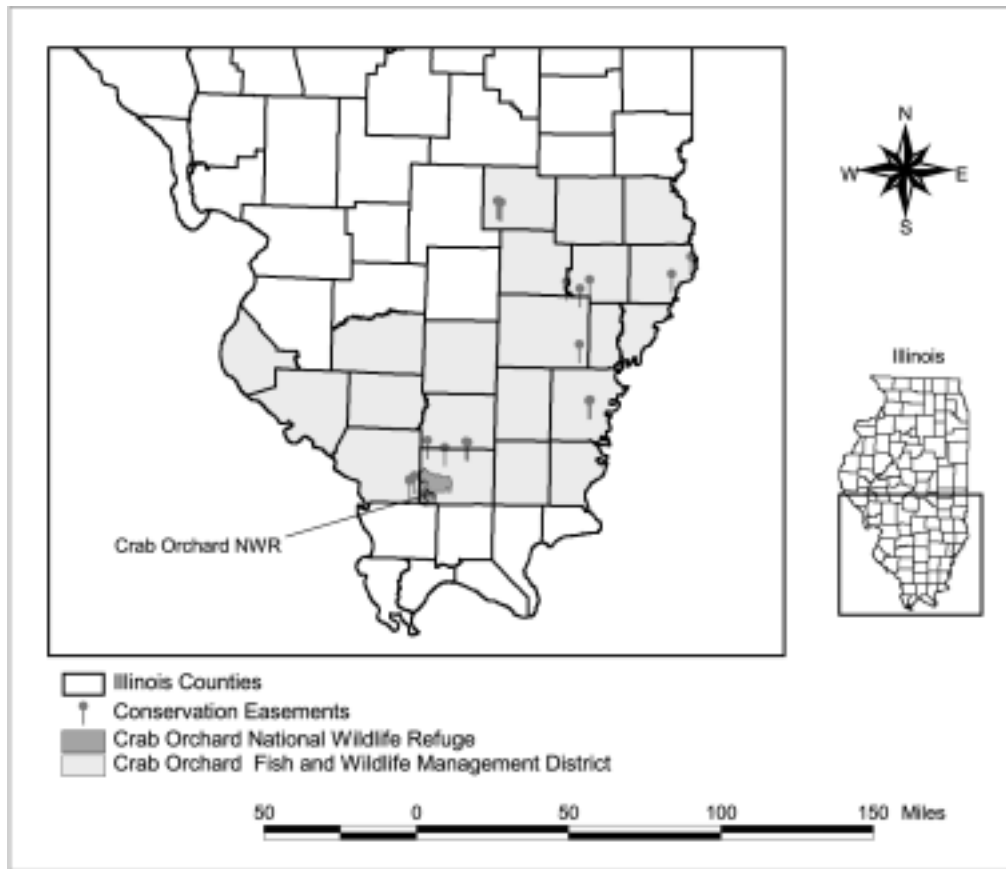 N
W E
S
Illinois
Crab Orchard NWR
Illinois Counties
Conservation Easements
Crab Orchard National Wildlife Refuge
Crab Orchard Fish and Wildlife Management District
50 0 50 100 150 Miles